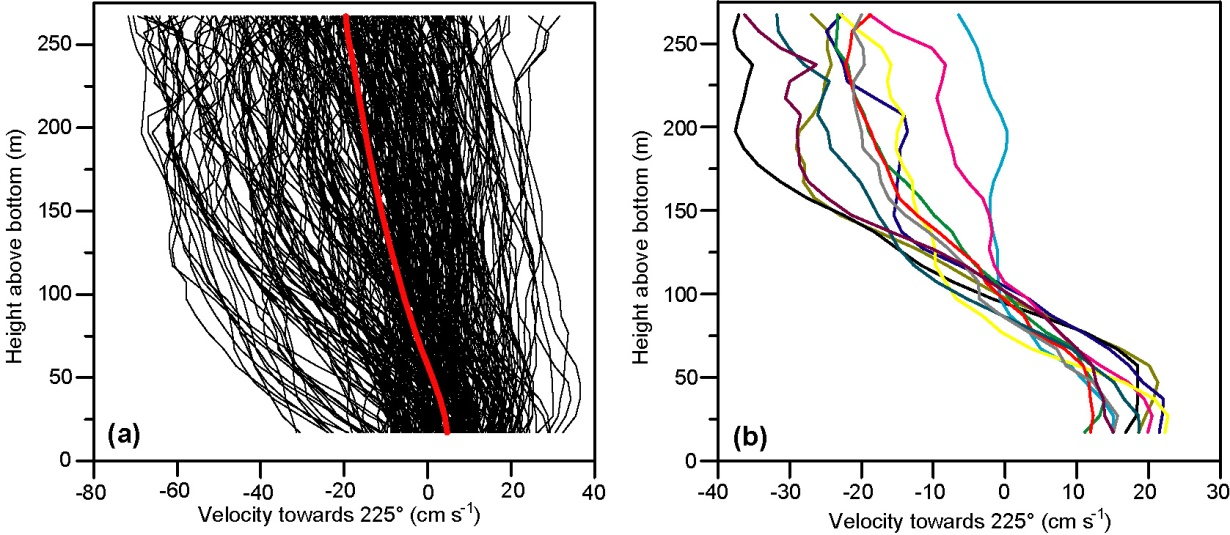 250
200
150
100
50
0
Height above bottom (m)
(a)
-80 -60 -40 -20 0 20 40
Velocity towards 225° (cm s-1)
250
200
150
100
50
0
Height above bottom (m)
(b)
-40 -30 -20 -10 0 10 20 30
Velocity towards 225° (cm s-1)